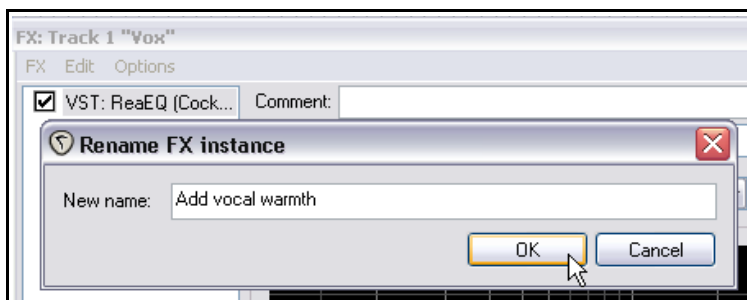 FX: Track 1 "Vox"
FX Edit Options
VST: ReaEQ (Cock... Comment:
Rename FX instance
New name: Add vocal warmth
OK Cancel